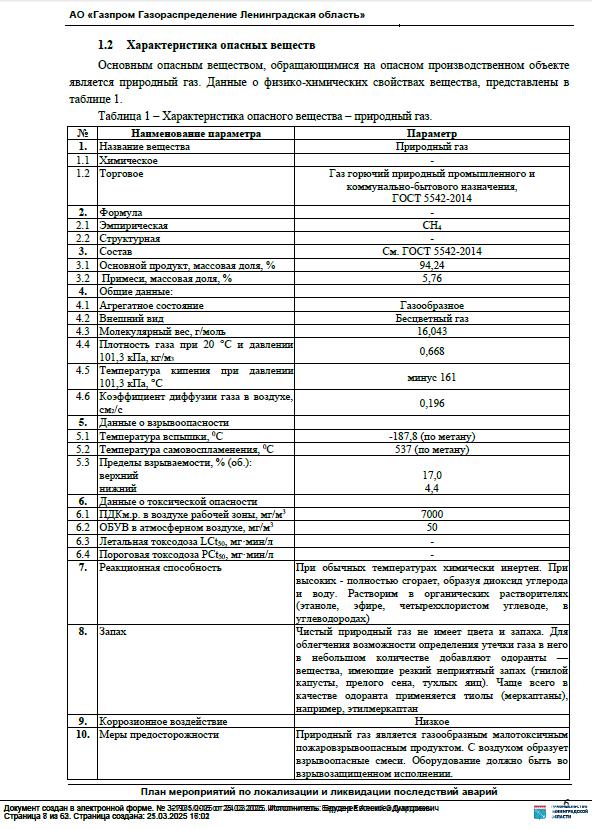 АО «Газпром Газораспределение Ленинградская область»
1.2 Характеристика опасных веществ
Основным опасным веществом, обращающимися на опасном производственном объекте
является природный газ. Данные о физико-химических свойствах вещества, представлены в
таблице 1.
Таблица 1 – Характеристика опасного вещества – природный газ.
№ Наименование параметра Параметр
1. Название вещества Природный газ
1.1 Химическое -
1.2 Торговое Газ горючий природный промышленного и
коммунально-бытового назначения,
ГОСТ 5542-2014
2. Формула -
2.1 Эмпирическая CH₄
2.2 Структурная -
3. Состав См. ГОСТ 5542-2014
3.1 Основной продукт, массовая доля, % 94,24
3.2 Примеси, массовая доля, % 5,76
4. Общие данные:
4.1 Агрегатное состояние Газообразное
4.2 Внешний вид Бесцветный газ
4.3 Молекулярный вес, г/моль 16,043
4.4 Плотность газа при 20 °С и давлении
101,3 кПа, кг/м₃ 0,668
4.5 Температура кипения при давлении
101,3 кПа, °С минус 161
4.6 Коэффициент диффузии газа в воздухе,
см₂/с 0,196
5. Данные о взрывоопасности
5.1 Температура вспышки, ⁰С -187,8 (по метану)
5.2 Температура самовоспламенения, ⁰С 537 (по метану)
5.3 Пределы взрываемости, % (об.):
верхний 17,0
нижний 4,4
6. Данные о токсической опасности
6.1 ПДКм.р. в воздухе рабочей зоны, мг/м³ 7000
6.2 ОБУВ в атмосферном воздухе, мг/м³ 50
6.3 Летальная токсодоза LCt₅₀, мг·мин/л -
6.4 Пороговая токсодоза PCt₅₀, мг·мин/л -
7. Реакционная способность При обычных температурах химически инертен. При
высоких - полностью сгорает, образуя диоксид углерода
и воду. Растворим в органических растворителях
(этаноле, эфире, четыреххлористом углероде, в
углеводородах)
8. Запах Чистый природный газ не имеет цвета и запаха. Для
облегчения возможности определения утечки газа в него
в небольшом количестве добавляют одоранты —
вещества, имеющие резкий неприятный запах (гнилой
капусты, прелого сена, тухлых яиц). Чаще всего в
качестве одоранта применяется тиолы (меркаптаны),
например, этилмеркаптан
9. Коррозионное воздействие Низкое
10. Меры предосторожности Природный газ является газообразным малотоксичным
пожаровзрывоопасным продуктом. С воздухом образует
взрывоопасные смеси. Оборудование должно быть во
взрывозащищенном исполнении.
План мероприятий по локализации и ликвидации последствий аварий
Документ создан в электронной форме. №
Страница создана: 25.03.2025